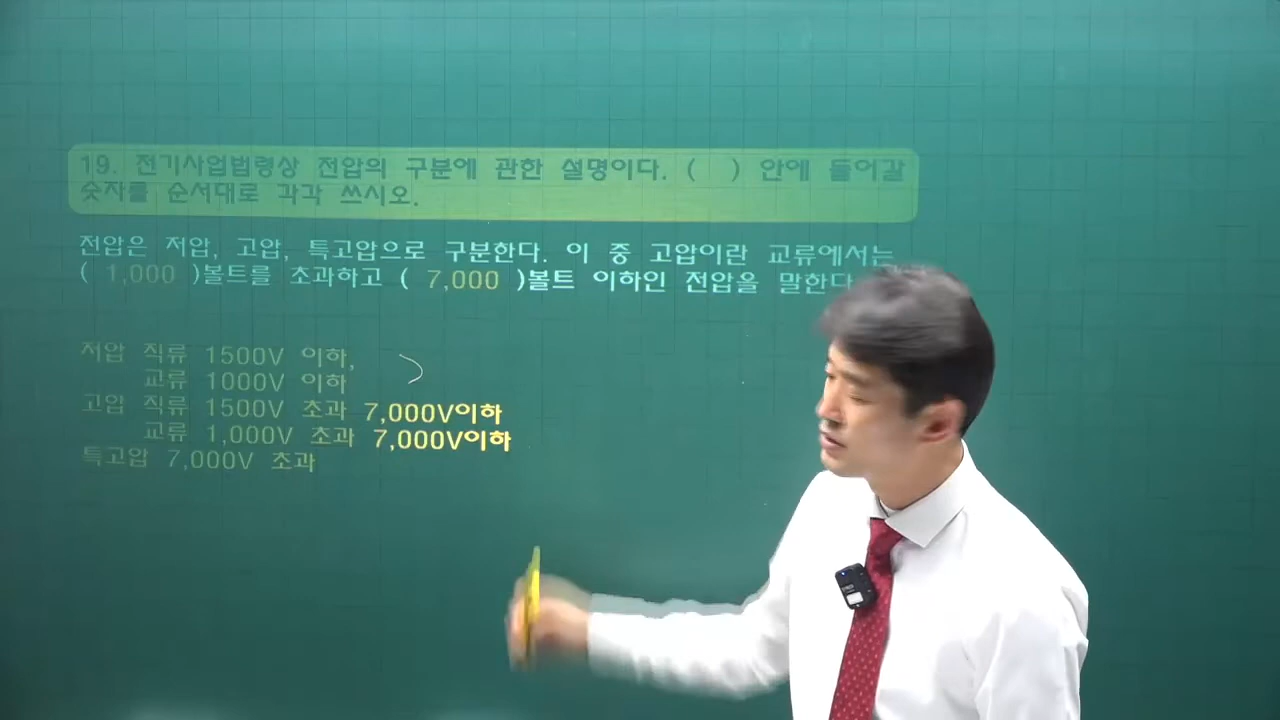 19. 전기사업법령상 전압의 구분에 관한 설명이다. (  ) 안에 들어갈
숫자를 순서대로 각각 쓰시오.
전압은 저압, 고압, 특고압으로 구분한다. 이 중 고압이란 교류에서는
( 1,000 )볼트를 초과하고 ( 7,000 )볼트 이하인 전압을 말한다
저압 직류 1500V 이하,
교류 1000V 이하
고압 직류 1500V 초과 7,000V이하
교류 1,000V 초과 7,000V이하
특고압 7,000V 초과